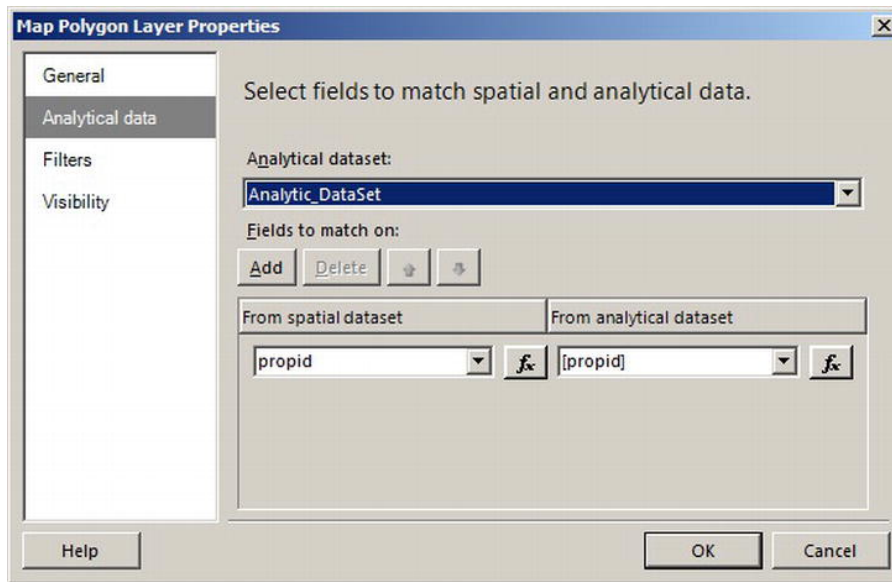 Map Polygon Layer Properties
General
Analytical data
Filters
Visibility
Select fields to match spatial and analytical data.
Analytical dataset:
Analytic_DataSet
Fields to match on:
Add Delete
From spatial dataset From analytical dataset
propid fx [propid] fx
Help OK Cancel